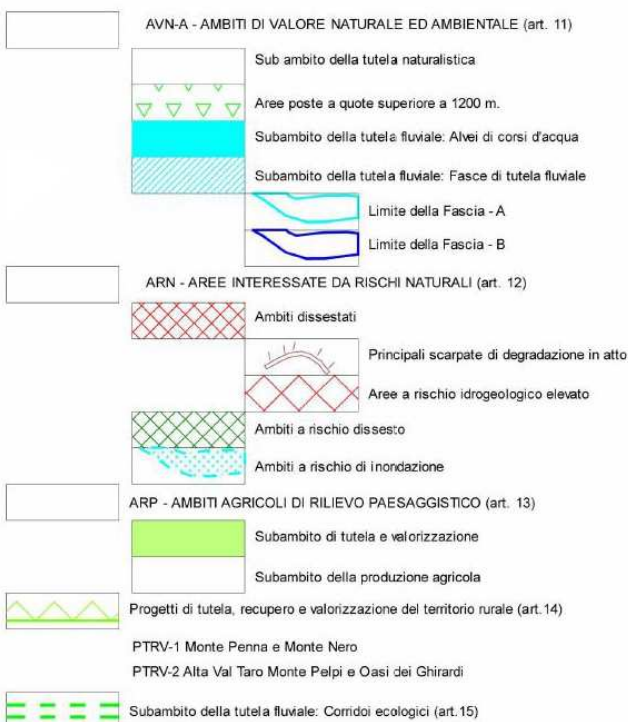 AVN-A - AMBITI DI VALORE NATURALE ED AMBIENTALE (art. 11)
Sub ambito della tutela naturalistica
Aree poste a quote superiore a 1200 m.
Subambito della tutela fluviale: Alvei di corsi d'acqua
Subambito della tutela fluviale: Fasce di tutela fluviale
Limite della Fascia - A
Limite della Fascia - B
ARN - AREE INTERESSATE DA RISCHI NATURALI (art. 12)
Ambiti dissestati
Principali scarpate di degradazione in atto
Aree a rischio idrogeologico elevato
Ambiti a rischio dissesto
Ambiti a rischio di inondazione
ARP - AMBITI AGRICOLI DI RILIEVO PAESAGGISTICO (art. 13)
Subambito di tutela e valorizzazione
Subambito della produzione agricola
Progetti di tutela, recupero e valorizzazione del territorio rurale (art.14)
PTRV-1 Monte Penna e Monte Nero
PTRV-2 Alta Val Taro Monte Pelpi e Oasi dei Ghirardi
Subambito della tutela fluviale: Corridoi ecologici (art.15)